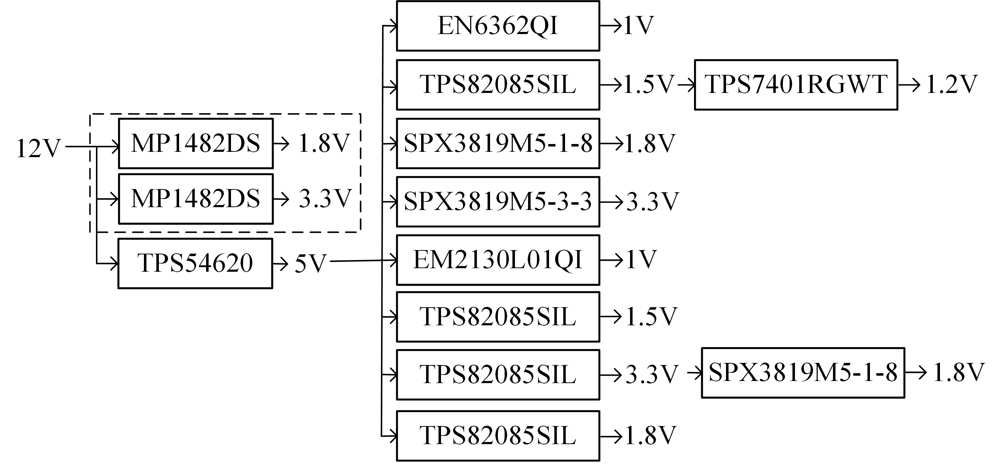 EN6362QI 1V
TPS82085SIL 1.5V TPS7401RGWT 1.2V
12V MP1482DS 1.8V SPX3819M5-1-8 1.8V
MP1482DS 3.3V SPX3819M5-3-3 3.3V
TPS54620 5V EM2130L01QI 1V
TPS82085SIL 1.5V
TPS82085SIL 3.3V SPX3819M5-1-8 1.8V
TPS82085SIL 1.8V